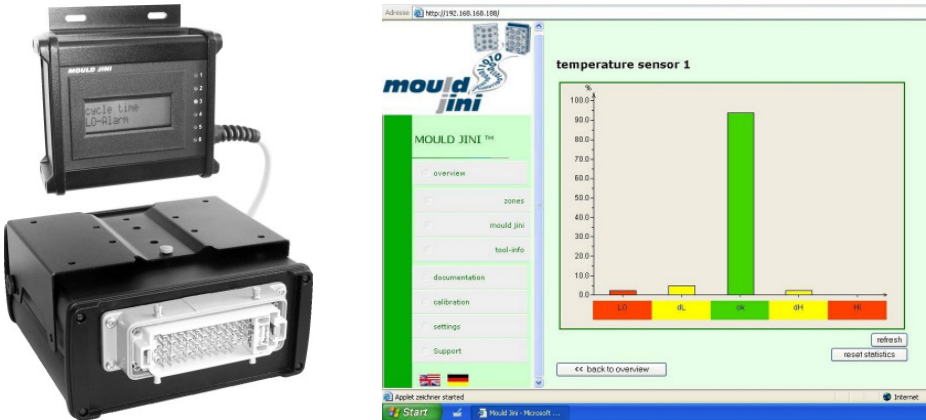 MOULD JINI
cycle time
LO-Alarm
1
2
3
4
5
6
Adresse http://192.168.168.188/
mould
jini
MOULD JINI ™
overview
zones
mould jini
tool-info
documentation
calibration
settings
Support
temperature sensor 1
%
100.0
90.0
80.0
70.0
60.0
50.0
40.0
30.0
20.0
10.0
0.0
LO
dL
ok
dH
HI
refresh
reset statistics
<< back to overview
Applet zeichner started
Internet
Start
Mould Jini - Microsoft ...